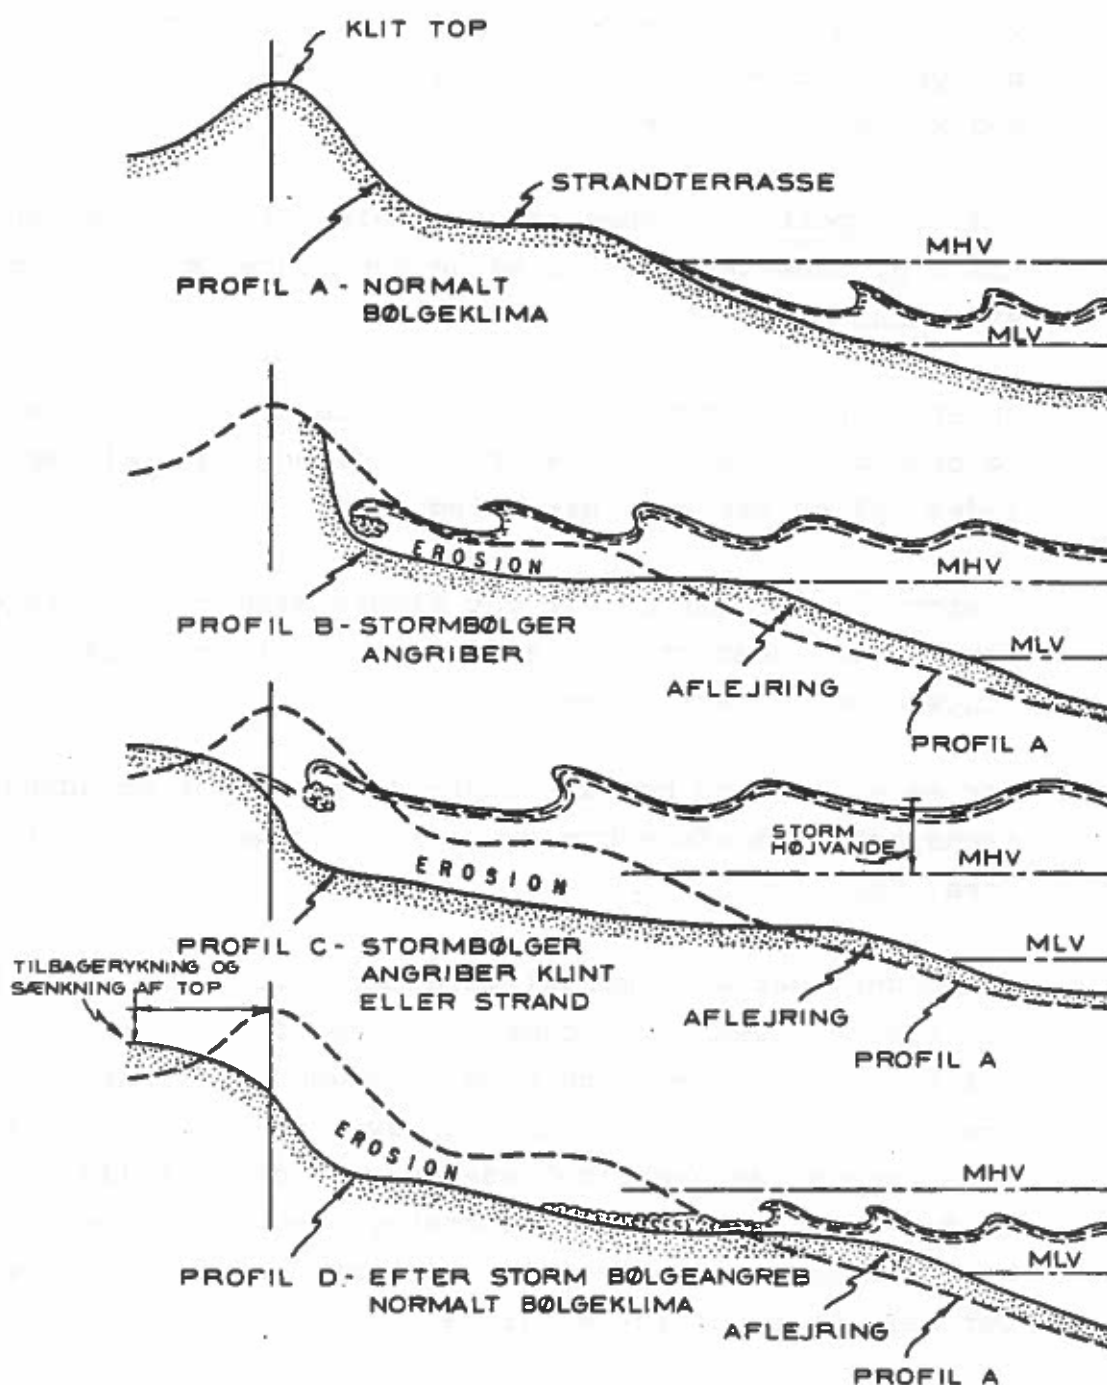 KLIT TOP
STRANDTERRASSE
MHV
PROFIL A - NORMALT
BØLGEKLIMA
MLV
EROSION
MHV
PROFIL B - STORMBØLGER
ANGRIBER
MLV
AFLEJRING
PROFIL A
STORM
HØJVANDE
MHV
EROSION
PROFIL C - STORMBØLGER
ANGRIBER KLINT
ELLER STRAND
MLV
TILBAGERYKNING OG
SÆNKNING AF TOP
AFLEJRING
PROFIL A
EROSION
MHV
MLV
PROFIL D.- EFTER STORM BØLGEANGREB
NORMALT BØLGEKLIMA
AFLEJRING
PROFIL A